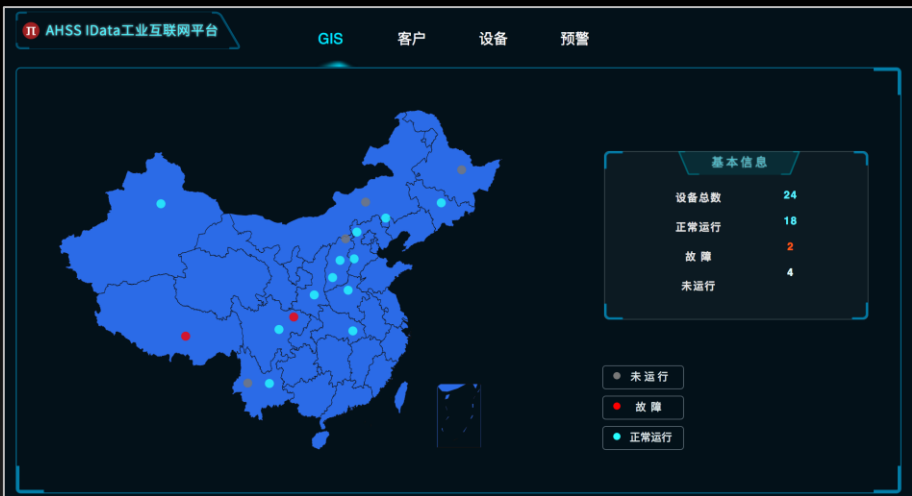 AHSS IData工业互联网平台
GIS 客户 设备 预警
基本信息
设备总数 24
正常运行 18
故 障 2
未运行 4
未运行
故 障
正常运行